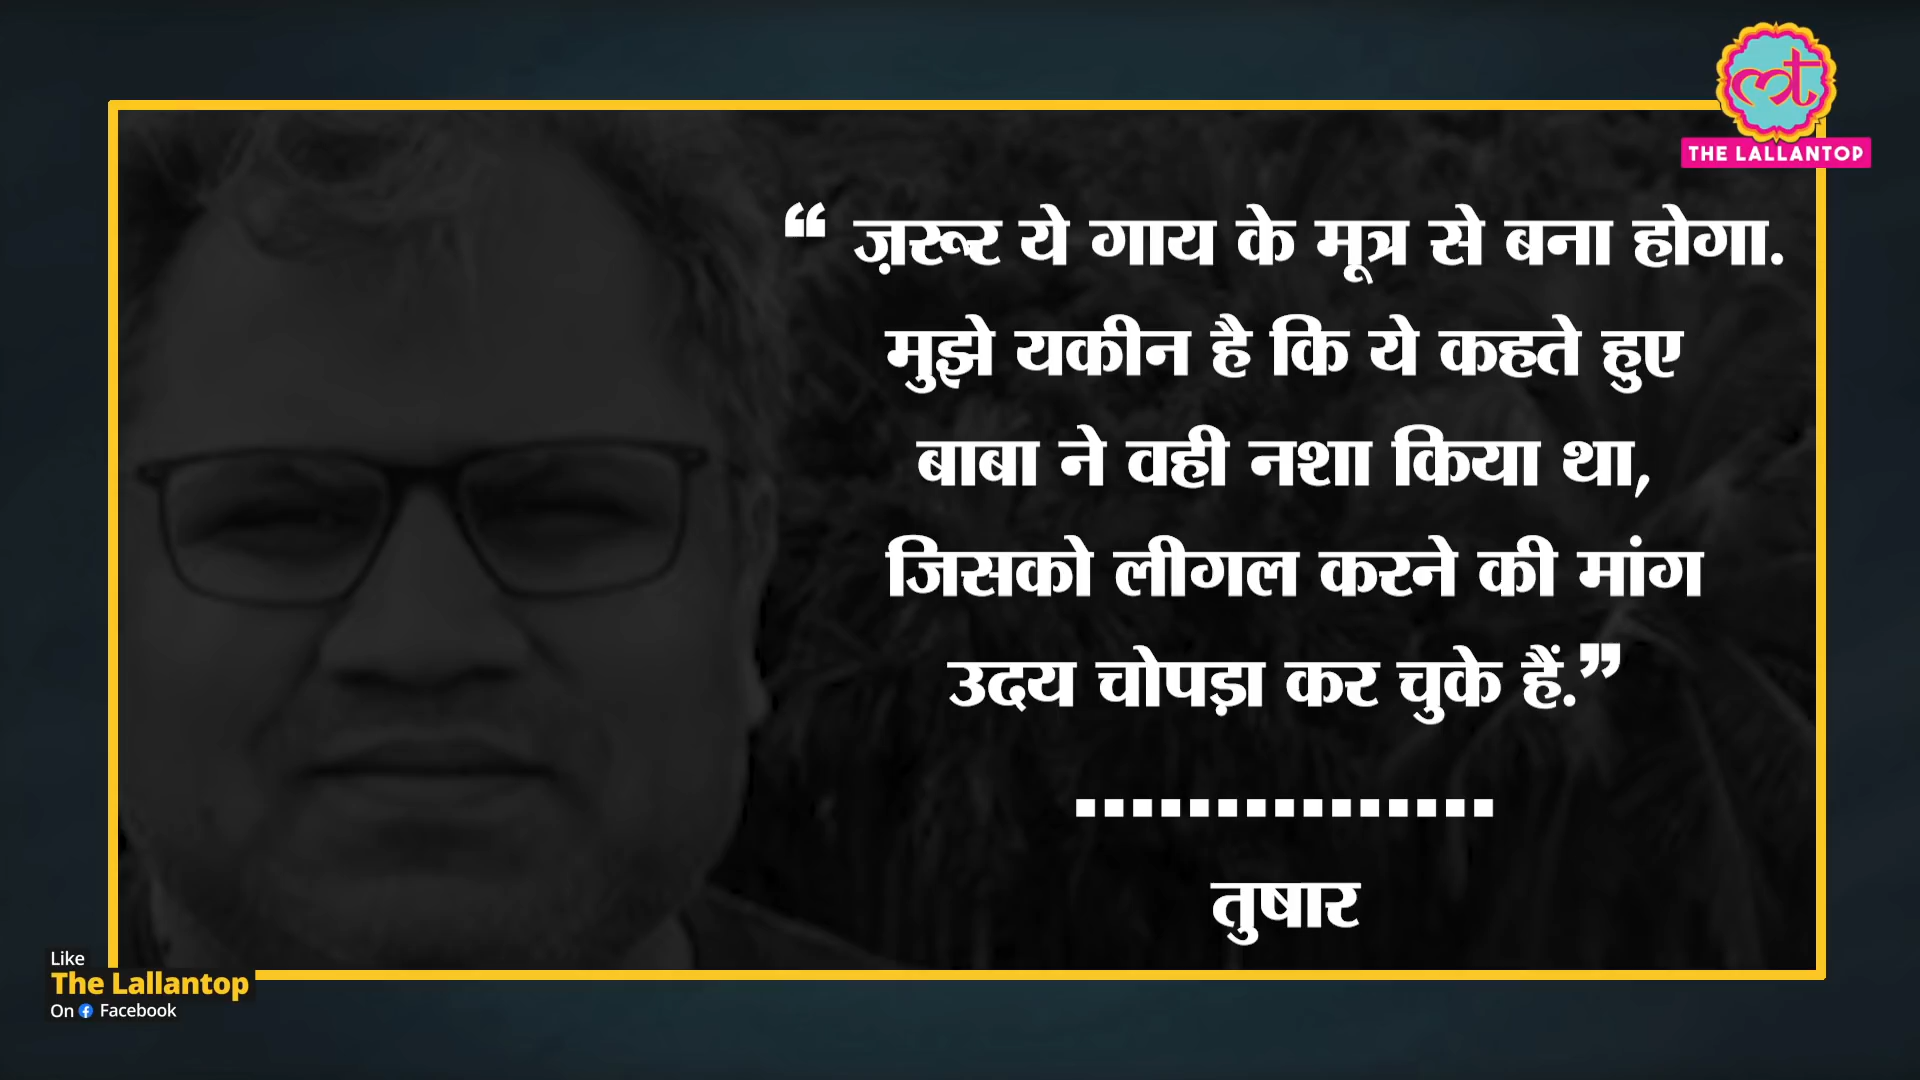 THE LALLANTOP
“ ज़रूर ये गाय के मूत्र से बना होगा.
मुझे यकीन है कि ये कहते हुए
बाबा ने वही नशा किया था,
जिसको लीगल करने की मांग
उदय चोपड़ा कर चुके हैं.”
...............
तुषार
Like
The Lallantop
On Facebook